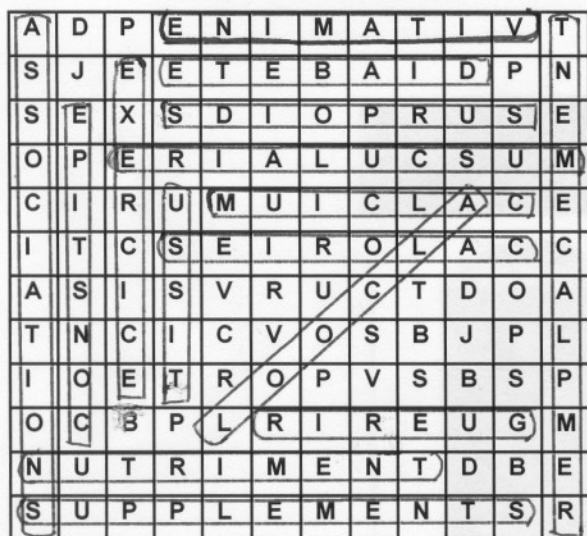 A D P E N I M A T I V T
S J E E T E B A I D P N
S E X S D I O P R U S E
O P E R I A L U C S U M
C I R U M U I C L A C E
I T C S E I R O L A C C
A S I S V R U C T D O A
T N C I C V O S B J P L
I O E T R O P V S B S P
O C B P L R I R E U G M
N U T R I M E N T D B E
S U P P L E M E N T S R